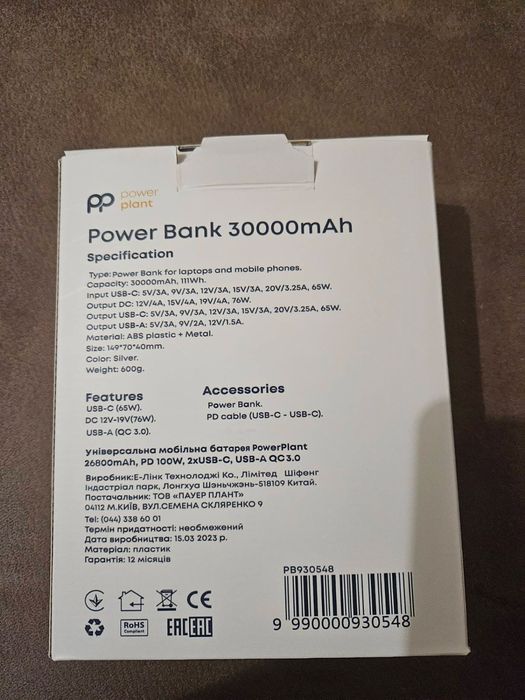 PP power
plant
Power Bank 30000mAh
Specification
Type: Power Bank for laptops and mobile phones.
Capacity: 30000mAh, 111Wh.
Input USB-C: 5V/3A, 9V/3A, 12V/3A, 15V/3A, 20V/3.25A, 65W.
Output DC: 12V/4A, 15V/4A, 19V/4A, 76W.
Output USB-C: 5V/3A, 9V/3A, 12V/3A, 15V/3A, 20V/3.25A, 65W.
Output USB-A: 5V/3A, 9V/2A, 12V/1.5A.
Material: ABS plastic + Metal.
Size: 149*70*40mm.
Color: Silver.
Weight: 600g.
Features
USB-C (65W).
DC 12V-19V(76W).
USB-A (QC 3.0).
Accessories
Power Bank.
PD cable (USB-C - USB-C).
Універсальна мобільна батарея PowerPlant
26800mAh, PD 100W, 2xUSB-C, USB-A QC3.0
Виробник:Е-Лінк Технолоджі Ко., Лімітед Шіфенг
Індастріал парк, Лонгхуа Шэньчжэнь-518109 Китай.
Постачальник: ТОВ «ПАУЕР ПЛАНТ»
04112 М.КИЇВ, ВУЛ.СЕМЕНА СКЛЯРЕНКО 9
Tel: (044) 338 60 01
Термін придатності: необмежений
Дата виробництва: 15.03 2023 р.
Матеріал: пластик
Гарантія: 12 місяців
CE
RoHS
Compliant
EAC EAC
PB930548
9 990000 930548